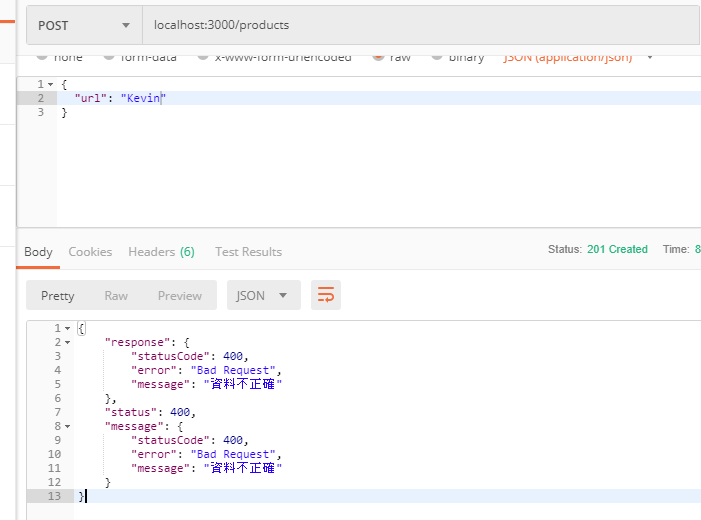 POST localhost:3000/products
none form-data x-www-form-urlencoded raw binary JSON (application/json)
1 {
2 "url": "Kevin"
3 }
Body Cookies Headers (6) Test Results Status: 201 Created Time: 8
Pretty Raw Preview JSON
1 {
2 "response": {
3 "statusCode": 400,
4 "error": "Bad Request",
5 "message": "資料不正確"
6 },
7 "status": 400,
8 "message": {
9 "statusCode": 400,
10 "error": "Bad Request",
11 "message": "資料不正確"
12 }
13 }